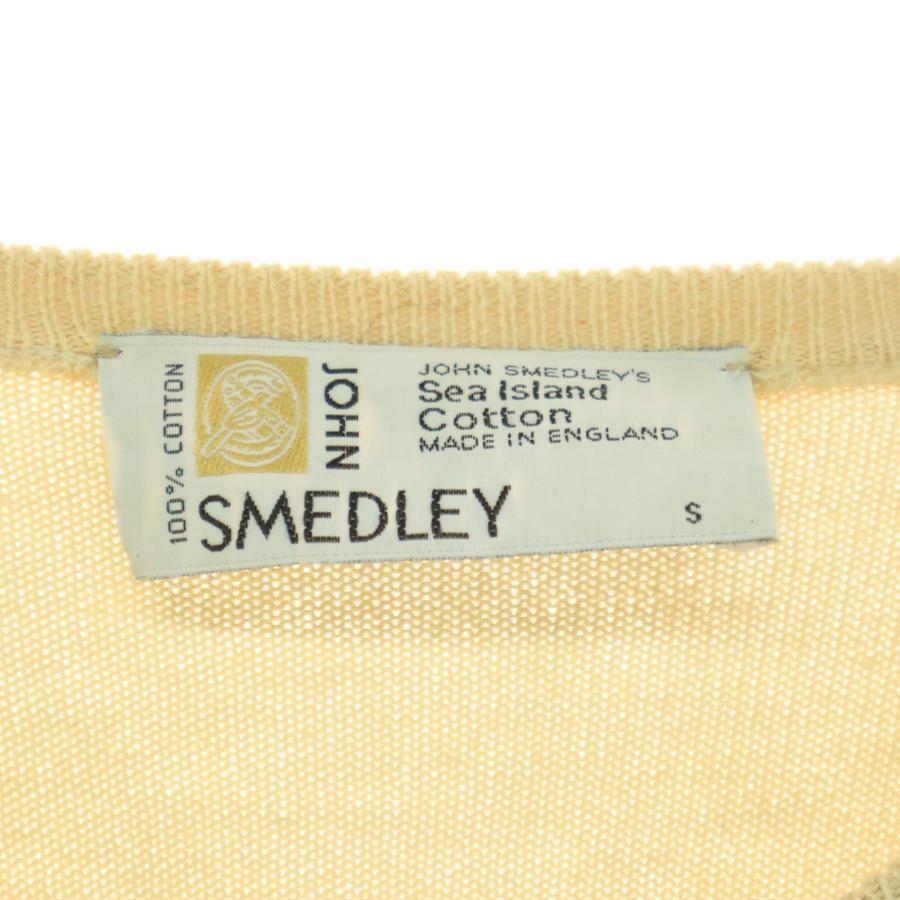 100% COTTON
JOHN
SMEDLEY
JOHN SMEDLEY'S
Sea Island
Cotton
MADE IN ENGLAND
S